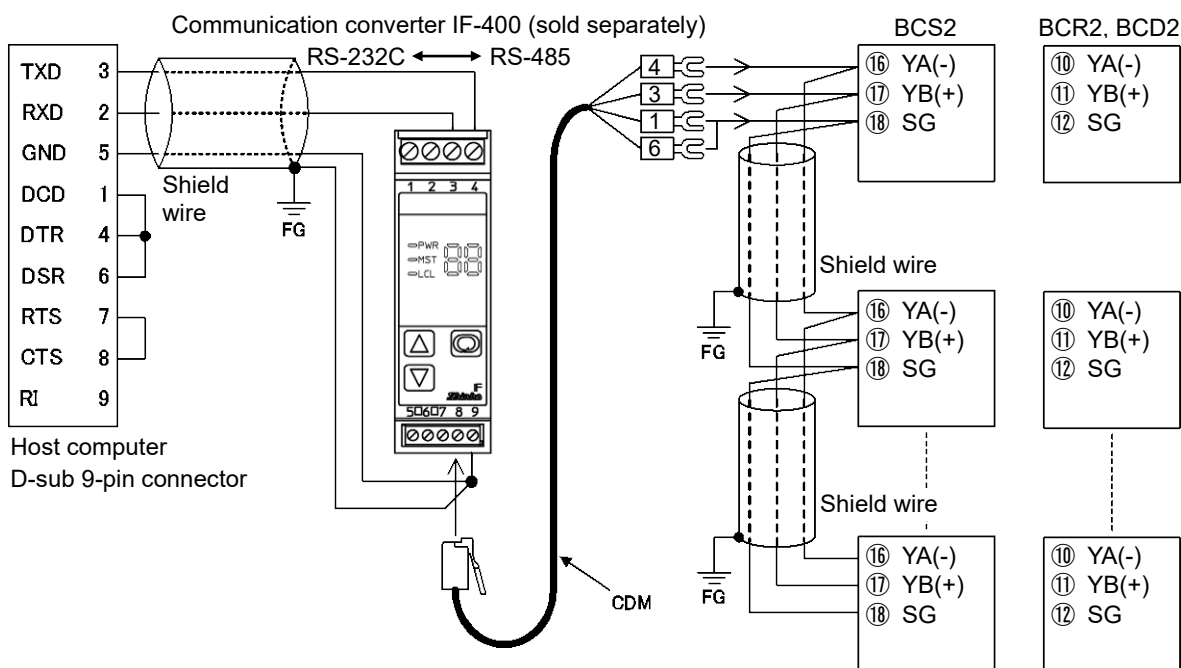 Communication converter IF-400 (sold separately)
RS-232C ⟷ RS-485
BCS2
BCR2, BCD2
TXD 3
RXD 2
GND 5
DCD 1
DTR 4
DSR 6
RTS 7
CTS 8
RI 9
Host computer
D-sub 9-pin connector
Shield
wire
FG
1 2 3 4
PWR
MST
LCL
88
IF
Shinko
5 6 7 8 9
CDM
4
3
1
6
⑯ YA(-)
⑰ YB(+)
⑱ SG
⑩ YA(-)
⑪ YB(+)
⑫ SG
Shield wire
FG
⑯ YA(-)
⑰ YB(+)
⑱ SG
⑩ YA(-)
⑪ YB(+)
⑫ SG
Shield wire
FG
⑯ YA(-)
⑰ YB(+)
⑱ SG
⑩ YA(-)
⑪ YB(+)
⑫ SG